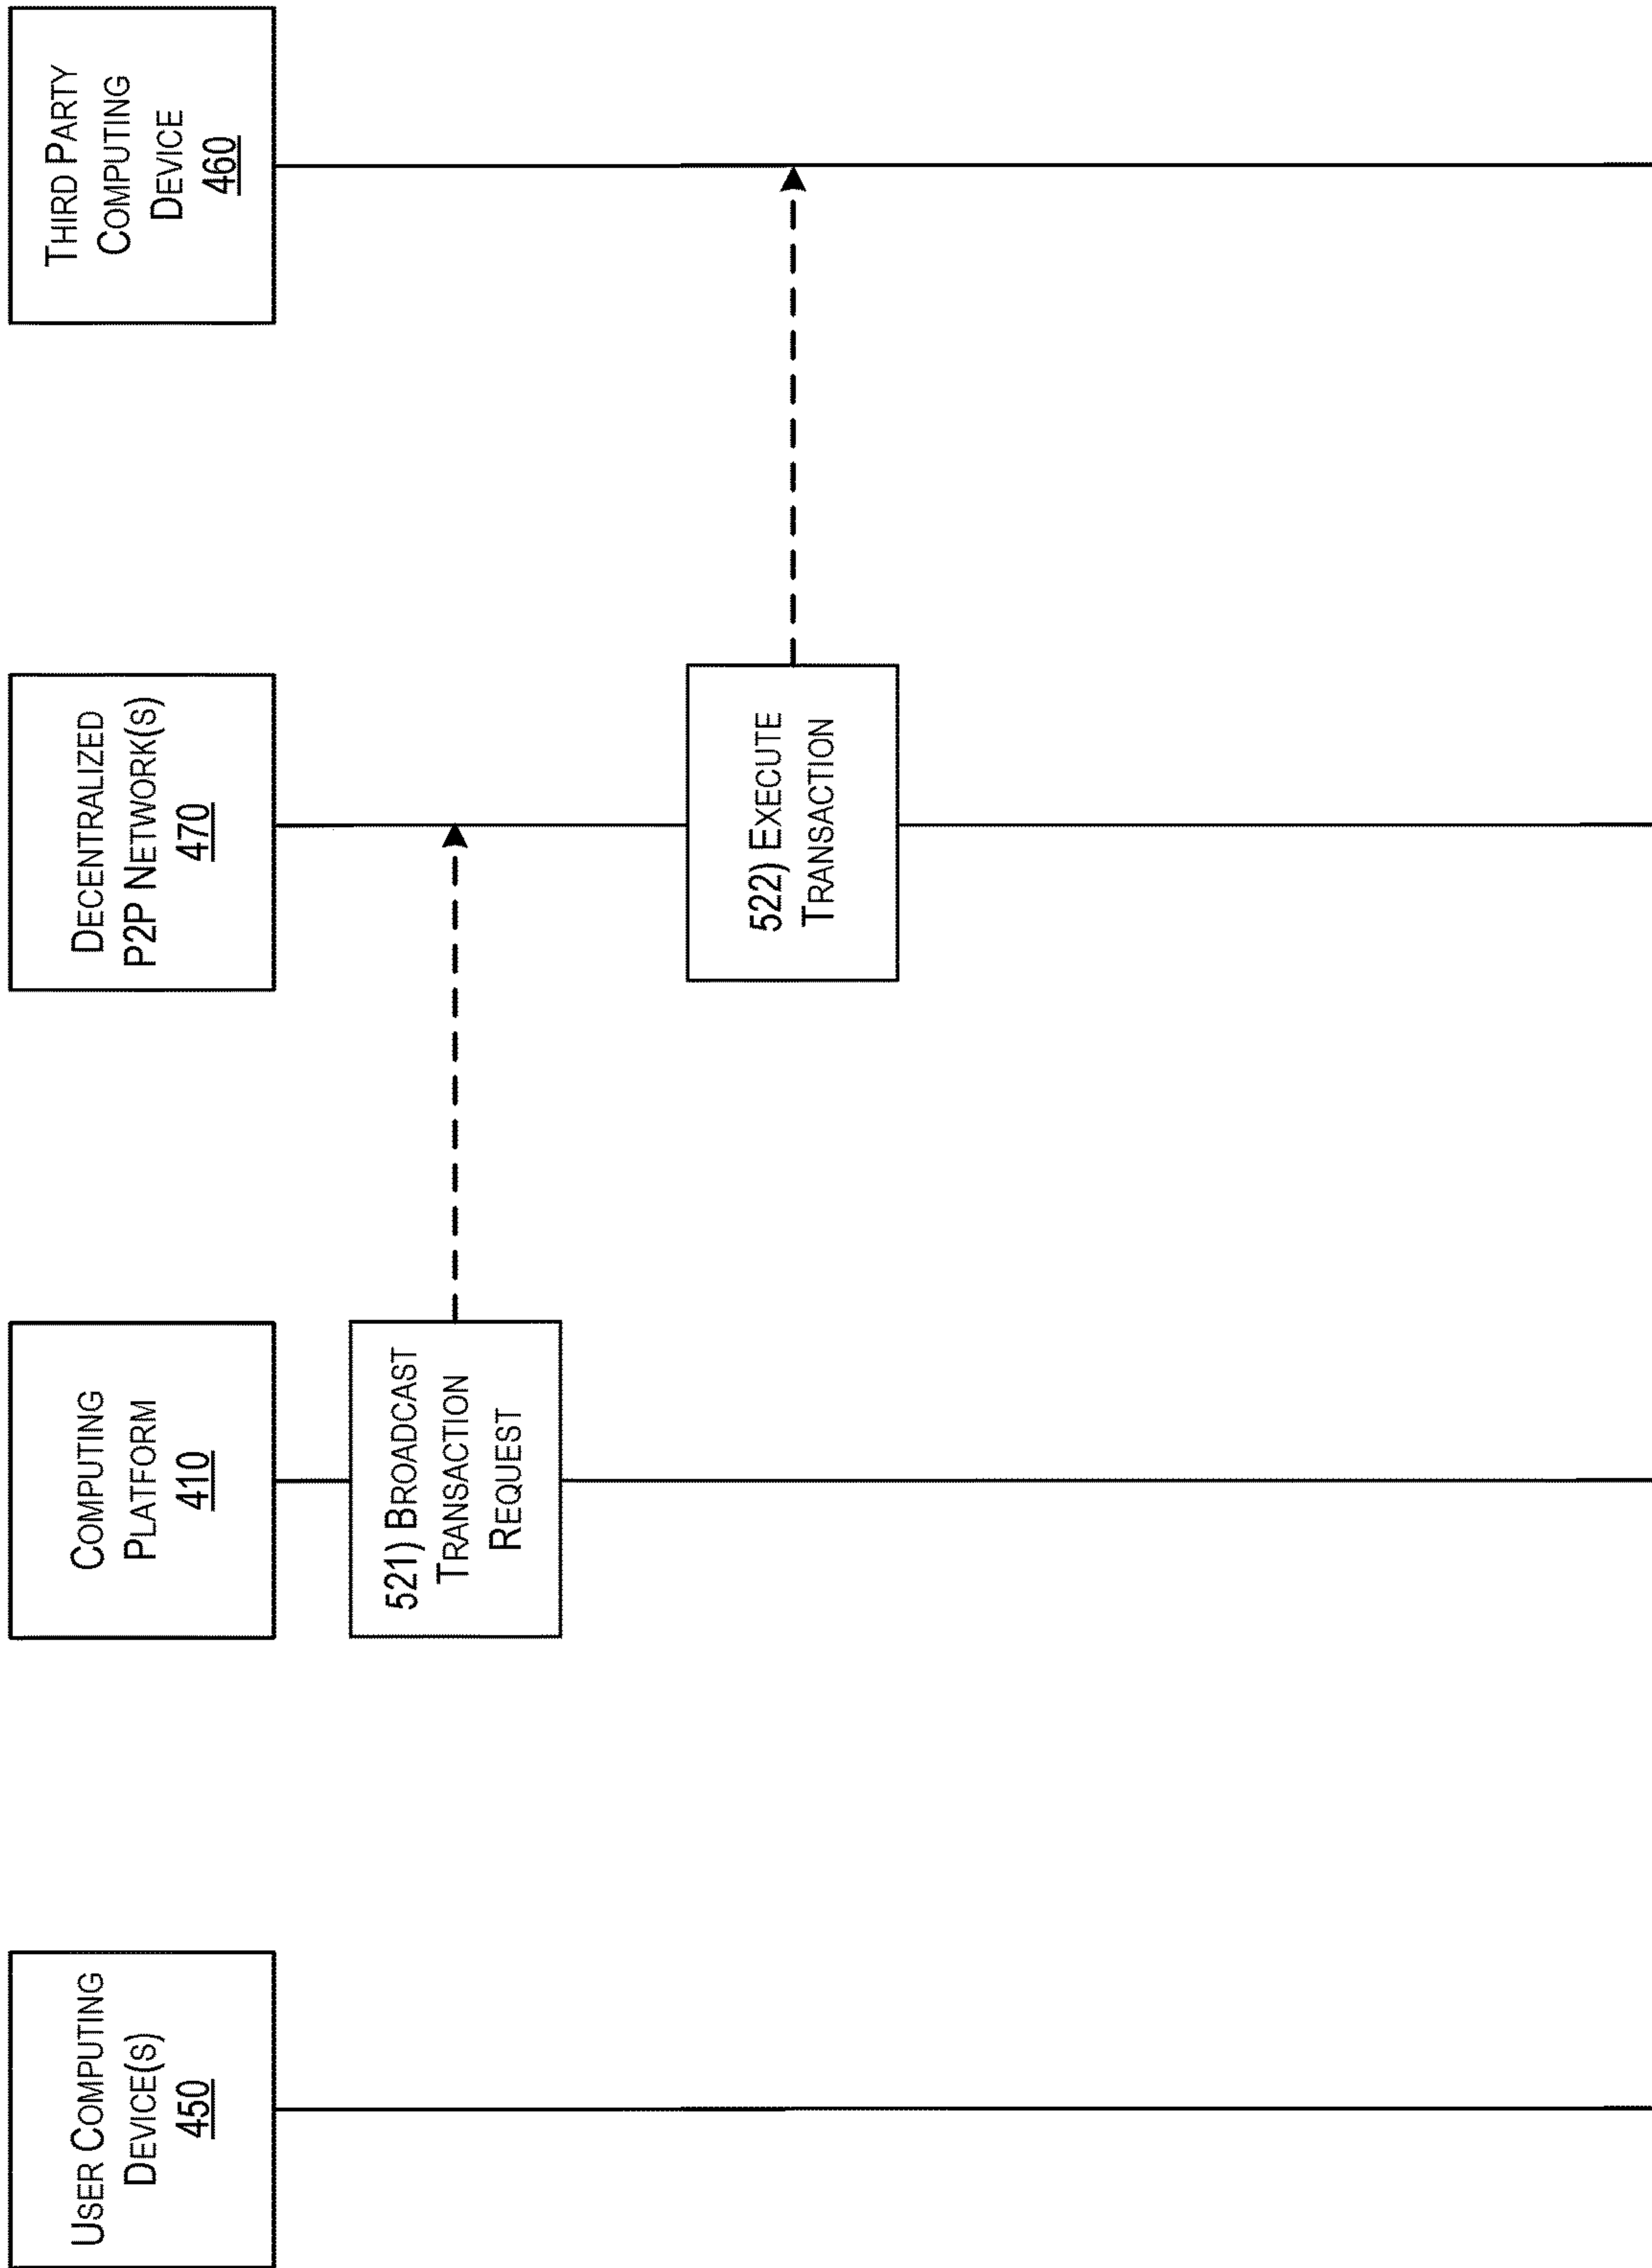 USER COMPUTING
DEVICE(S)
450
COMPUTING
PLATFORM
410
DECENTRALIZED
P2P NETWORK(S)
470
THIRD PARTY
COMPUTING
DEVICE
460
521) BROADCAST
TRANSACTION
REQUEST
522) EXECUTE
TRANSACTION